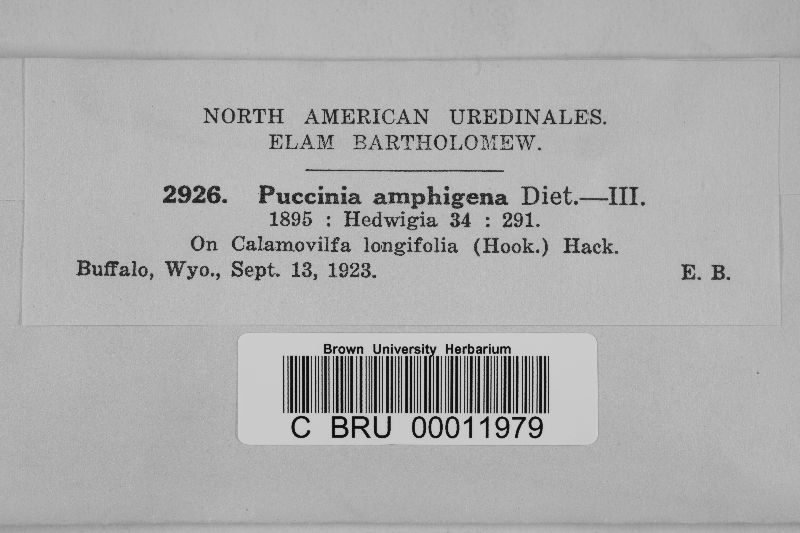 NORTH AMERICAN UREDINALES.
ELAM BARTHOLOMEW.
2926. Puccinia amphigena Diet.—III.
1895 : Hedwigia 34 : 291.
On Calamovilfa longifolia (Hook.) Hack.
Buffalo, Wyo., Sept. 13, 1923. E. B.
Brown University Herbarium
C BRU 00011979